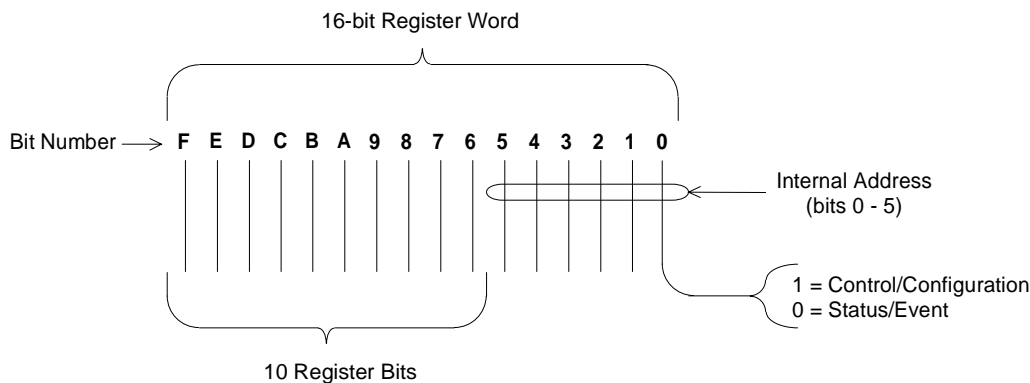 16-bit Register Word
Bit Number F E D C B A 9 8 7 6 5 4 3 2 1 0
Internal Address
(bits 0 - 5)
1 = Control/Configuration
0 = Status/Event
10 Register Bits